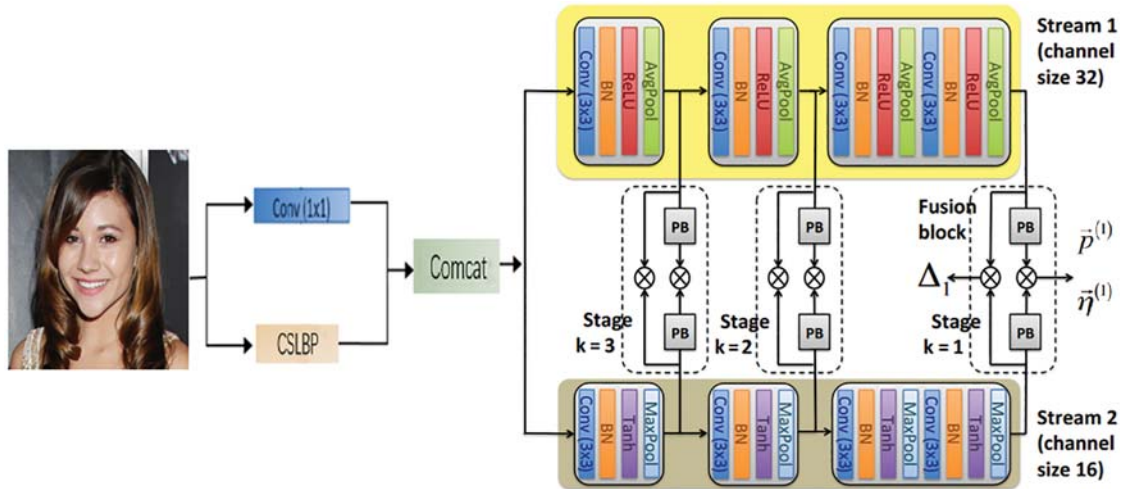 Conv (3x3)
BN
ReLU
AvgPool
Conv (3x3)
BN
ReLU
AvgPool
Conv (3x3)
BN
ReLU
AvgPool
Conv (3x3)
BN
ReLU
AvgPool
Stream 1
(channel
size 32)
Conv (1x1)
CSLBP
Comcat
PB
PB
Stage
k = 3
PB
PB
Stage
k = 2
Fusion
block
PB
PB
Δ₁
Stage
k = 1
p⃗⁽¹⁾
η⃗⁽¹⁾
Conv (3x3)
BN
Tanh
MaxPool
Conv (3x3)
BN
Tanh
MaxPool
Conv (3x3)
BN
Tanh
MaxPool
Conv (3x3)
BN
Tanh
MaxPool
Stream 2
(channel
size 16)